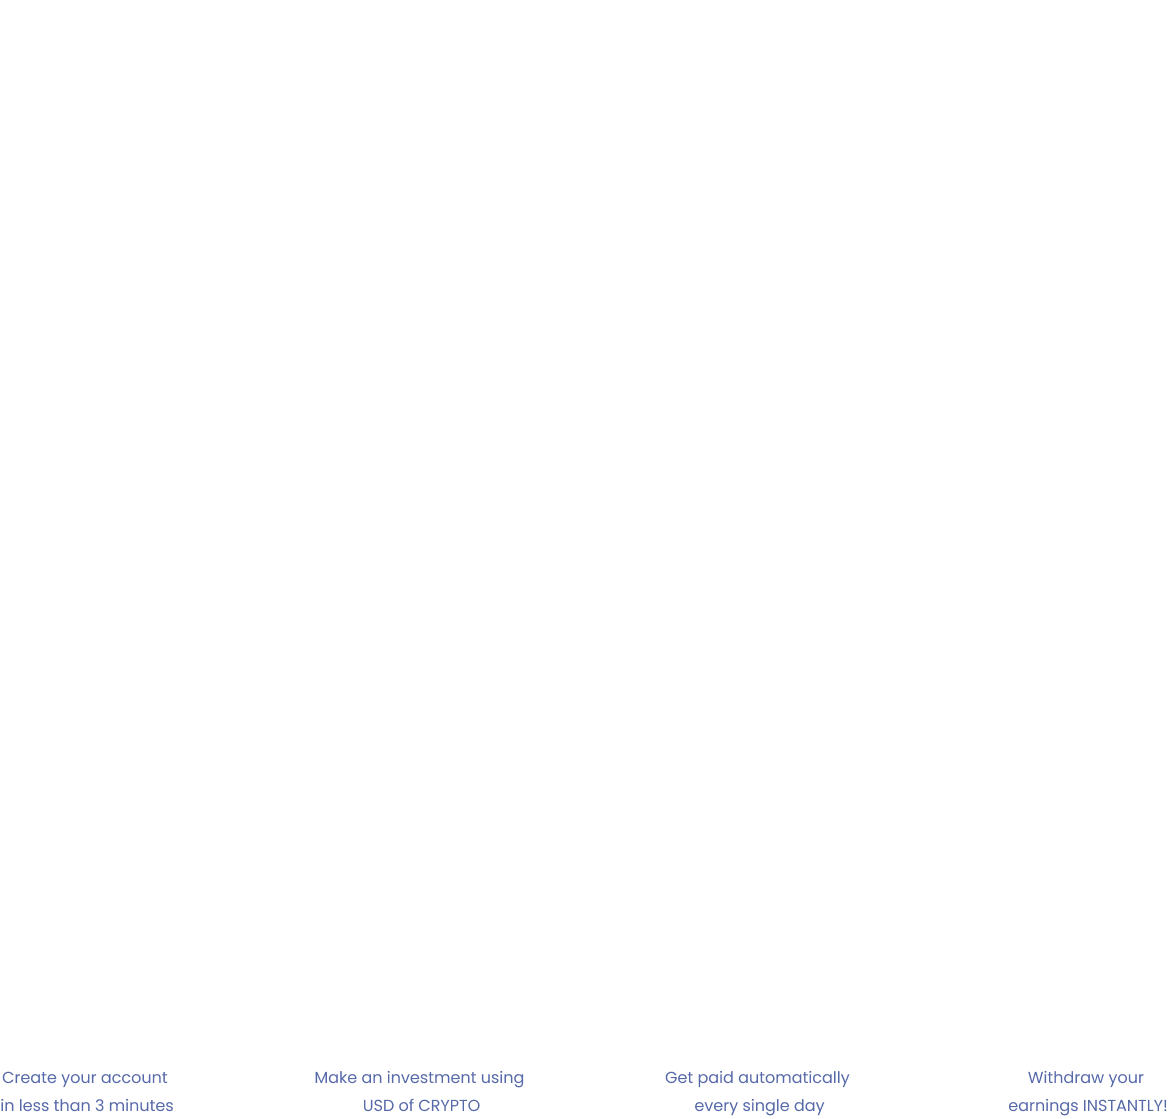 Create your account
in less than 3 minutes
Make an investment using
USD of CRYPTO
Get paid automatically
every single day
Withdraw your
earnings INSTANTLY!